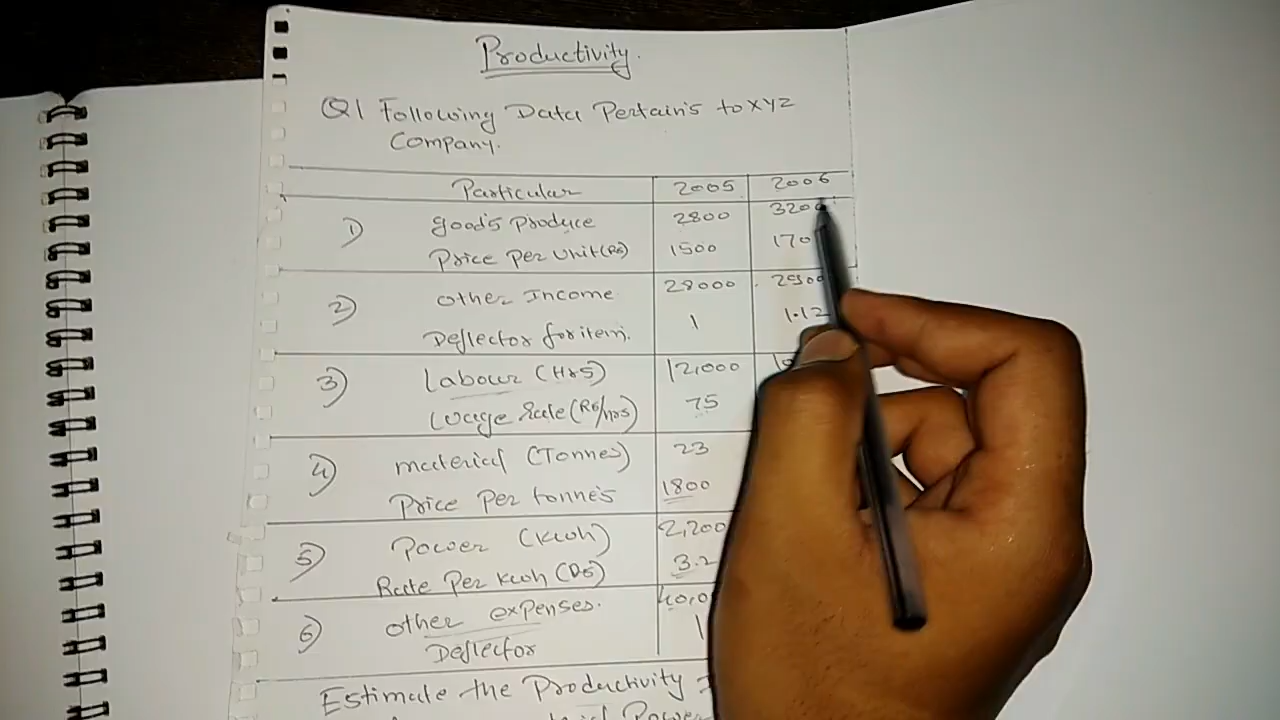 Productivity.
Q1 Following Data Pertain's to XYZ
Company.
Particular 2005 2006
1) good's produce 2800
Price Per Unit (Rs) 1500
2) Other Income 28000
Deflector for item. 1 1.12
3) Labour (Hrs) 12,000
Wage Rate (Rs/hrs) 75
4) material (Tonnes) 23
Price Per tonne's 1800
5) Power (Kwh) 2,200
Rate Per Kwh (Rs) 3.2
6) other expenses.
Deflector 1
Estimate the Productivity
Power